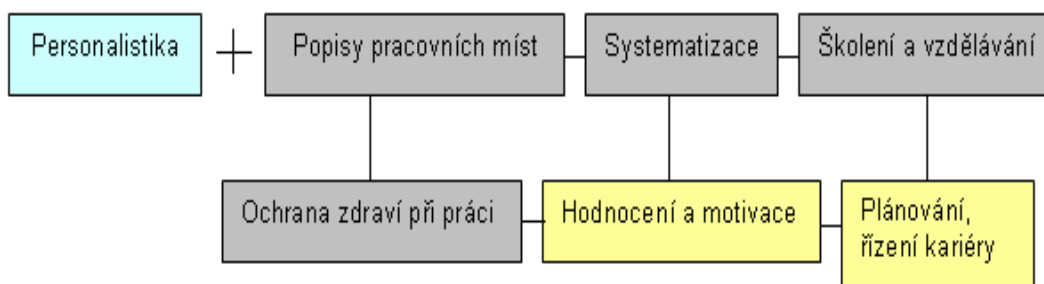 Personalistika
Popisy pracovních míst
Systematizace
Školení a vzdělávání
Ochrana zdraví při práci
Hodnocení a motivace
Plánování,
řízení kariéry